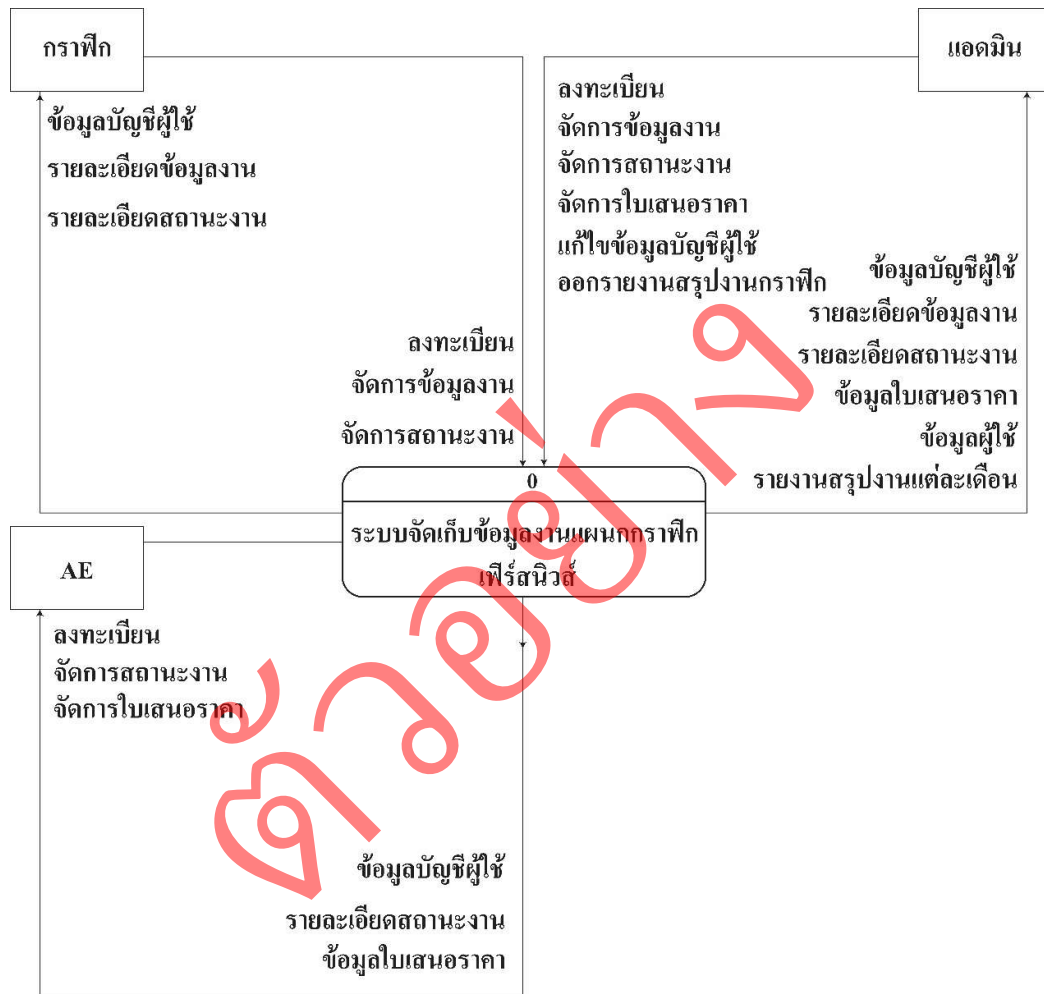 กราฟิก
แอดมิน
ข้อมูลบัญชีผู้ใช้
รายละเอียดข้อมูลงาน
รายละเอียดสถานะงาน
ลงทะเบียน
จัดการข้อมูลงาน
จัดการสถานะงาน
จัดการใบเสนอราคา
แก้ไขข้อมูลบัญชีผู้ใช้
ออกรายงานสรุปงานกราฟิก
ข้อมูลบัญชีผู้ใช้
รายละเอียดข้อมูลงาน
รายละเอียดสถานะงาน
ข้อมูลใบเสนอราคา
ข้อมูลผู้ใช้
รายงานสรุปงานแต่ละเดือน
ลงทะเบียน
จัดการข้อมูลงาน
จัดการสถานะงาน
0
ระบบจัดเก็บข้อมูลงานแผนกกราฟิก
เฟิร์สนิวส์
AE
ลงทะเบียน
จัดการสถานะงาน
จัดการใบเสนอราคา
ข้อมูลบัญชีผู้ใช้
รายละเอียดสถานะงาน
ข้อมูลใบเสนอราคา
ตัวอย่าง